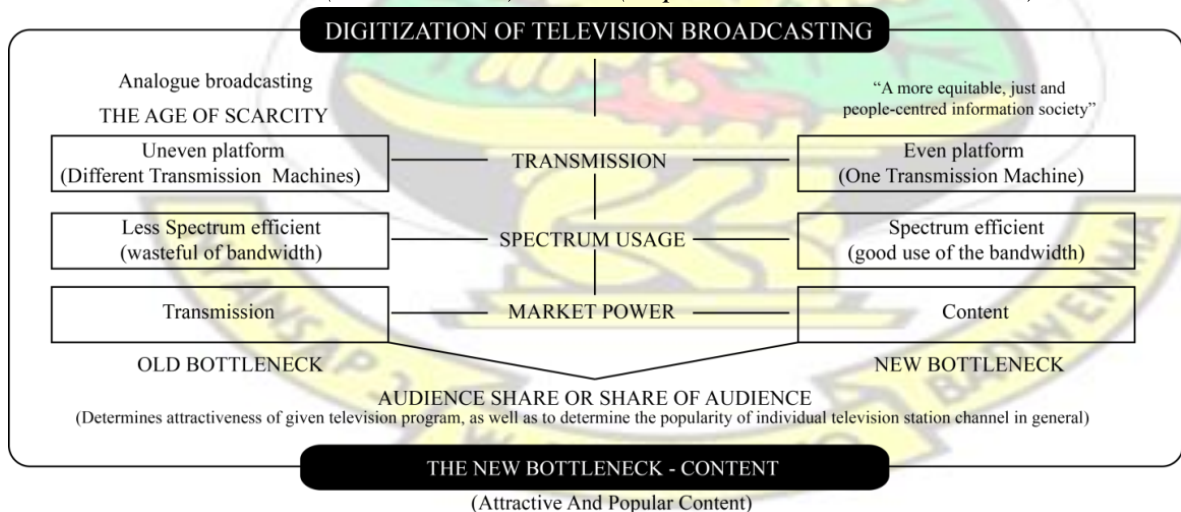 DIGITIZATION OF TELEVISION BROADCASTING
Analogue broadcasting
THE AGE OF SCARCITY
“A more equitable, just and
people-centred information society”
Uneven platform
(Different Transmission Machines)
TRANSMISSION
Even platform
(One Transmission Machine)
Less Spectrum efficient
(wasteful of bandwidth)
SPECTRUM USAGE
Spectrum efficient
(good use of the bandwidth)
Transmission
MARKET POWER
Content
OLD BOTTLENECK
NEW BOTTLENECK
AUDIENCE SHARE OR SHARE OF AUDIENCE
(Determines attractiveness of given television program, as well as to determine the popularity of individual television station channel in general)
THE NEW BOTTLENECK - CONTENT
(Attractive And Popular Content)
BADWENMA